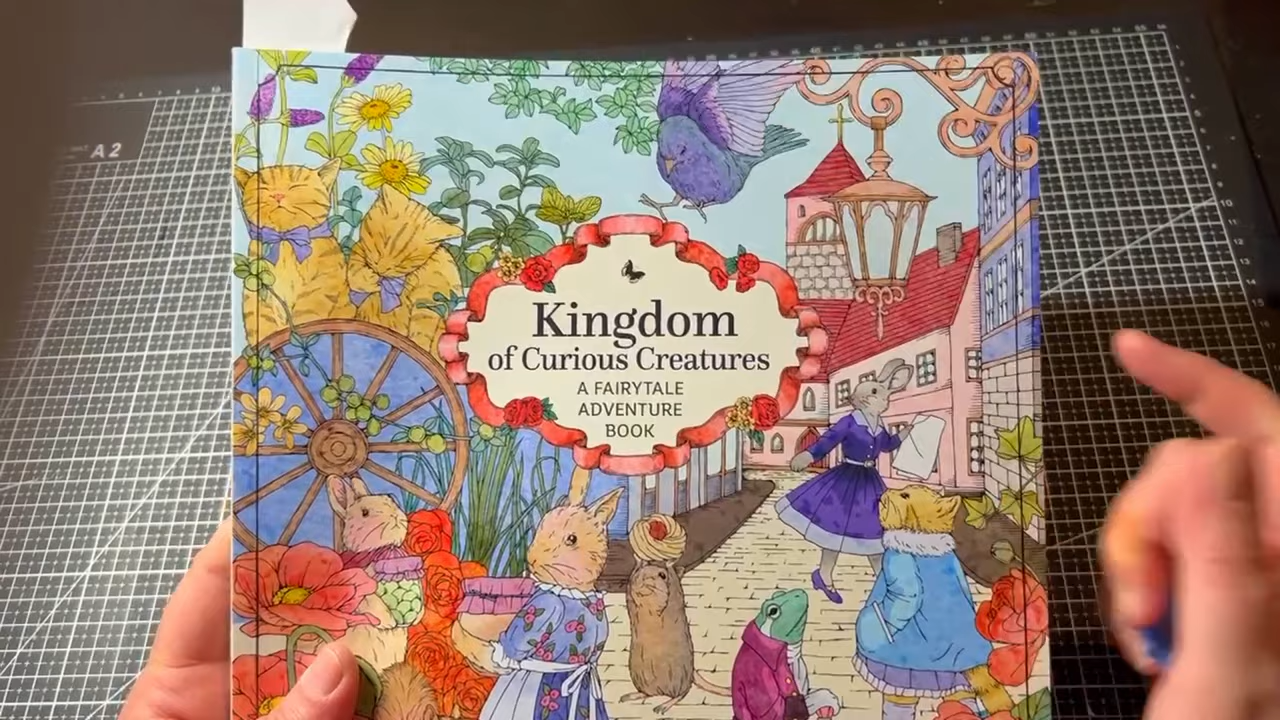 A2
Kingdom
of Curious Creatures
A FAIRYTALE
ADVENTURE
BOOK